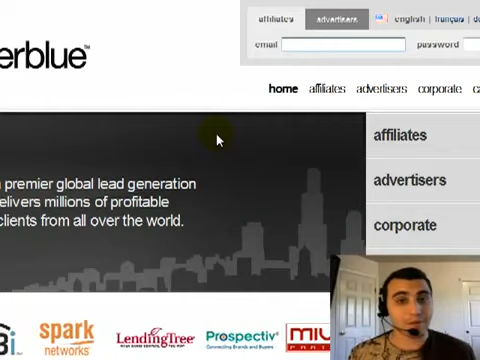 affiliates advertisers english | français |
email password
erblue™
home affiliates advertisers corporate
affiliates
premier global lead generation
elivers millions of profitable
clients from all over the world.
advertisers
corporate
spark
networks
LendingTree
Prospectiv
Connecting Brands and Buyers